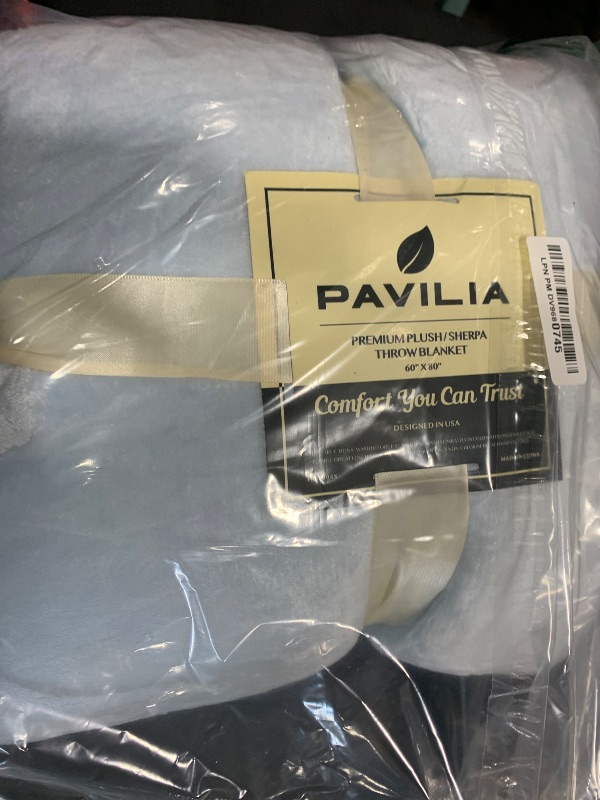 PAVILIA
PREMIUM PLUSH/SHERPA
THROW BLANKET
60" X 80"
Comfort You Can Trust
DESIGNED IN USA
MADE IN CHINA
LPN PM DV9680745